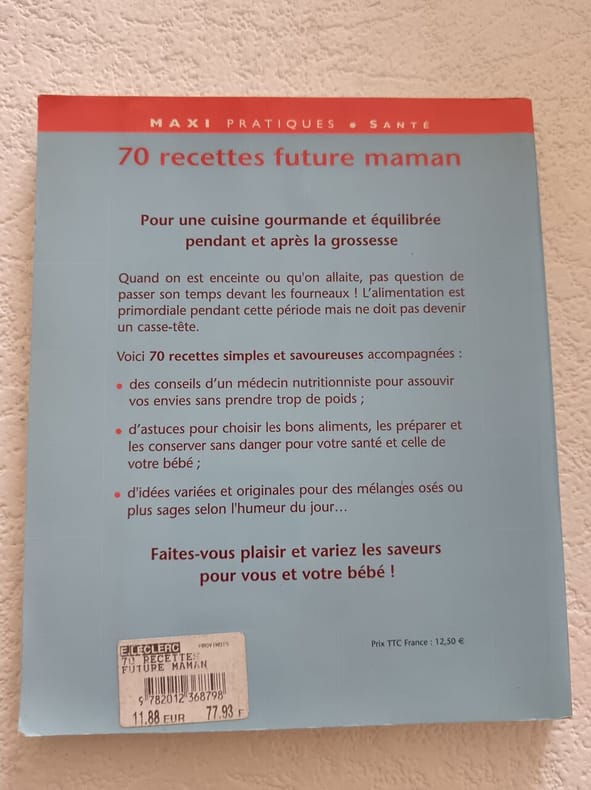 MAXI PRATIQUES • SANTÉ
70 recettes future maman
Pour une cuisine gourmande et équilibrée
pendant et après la grossesse
Quand on est enceinte ou qu'on allaite, pas question de
passer son temps devant les fourneaux ! L'alimentation est
primordiale pendant cette période mais ne doit pas devenir
un casse-tête.
Voici 70 recettes simples et savoureuses accompagnées :
• des conseils d'un médecin nutritionniste pour assouvir
vos envies sans prendre trop de poids ;
• d'astuces pour choisir les bons aliments, les préparer et
les conserver sans danger pour votre santé et celle de
votre bébé ;
• d'idées variées et originales pour des mélanges osés ou
plus sages selon l'humeur du jour…
Faites-vous plaisir et variez les saveurs
pour vous et votre bébé !
Prix TTC France : 12,50 €
E.LECLERC
70 RECETTES
FUTURE MAMAN
9 782012 368798
11.88 EUR 77.93 F